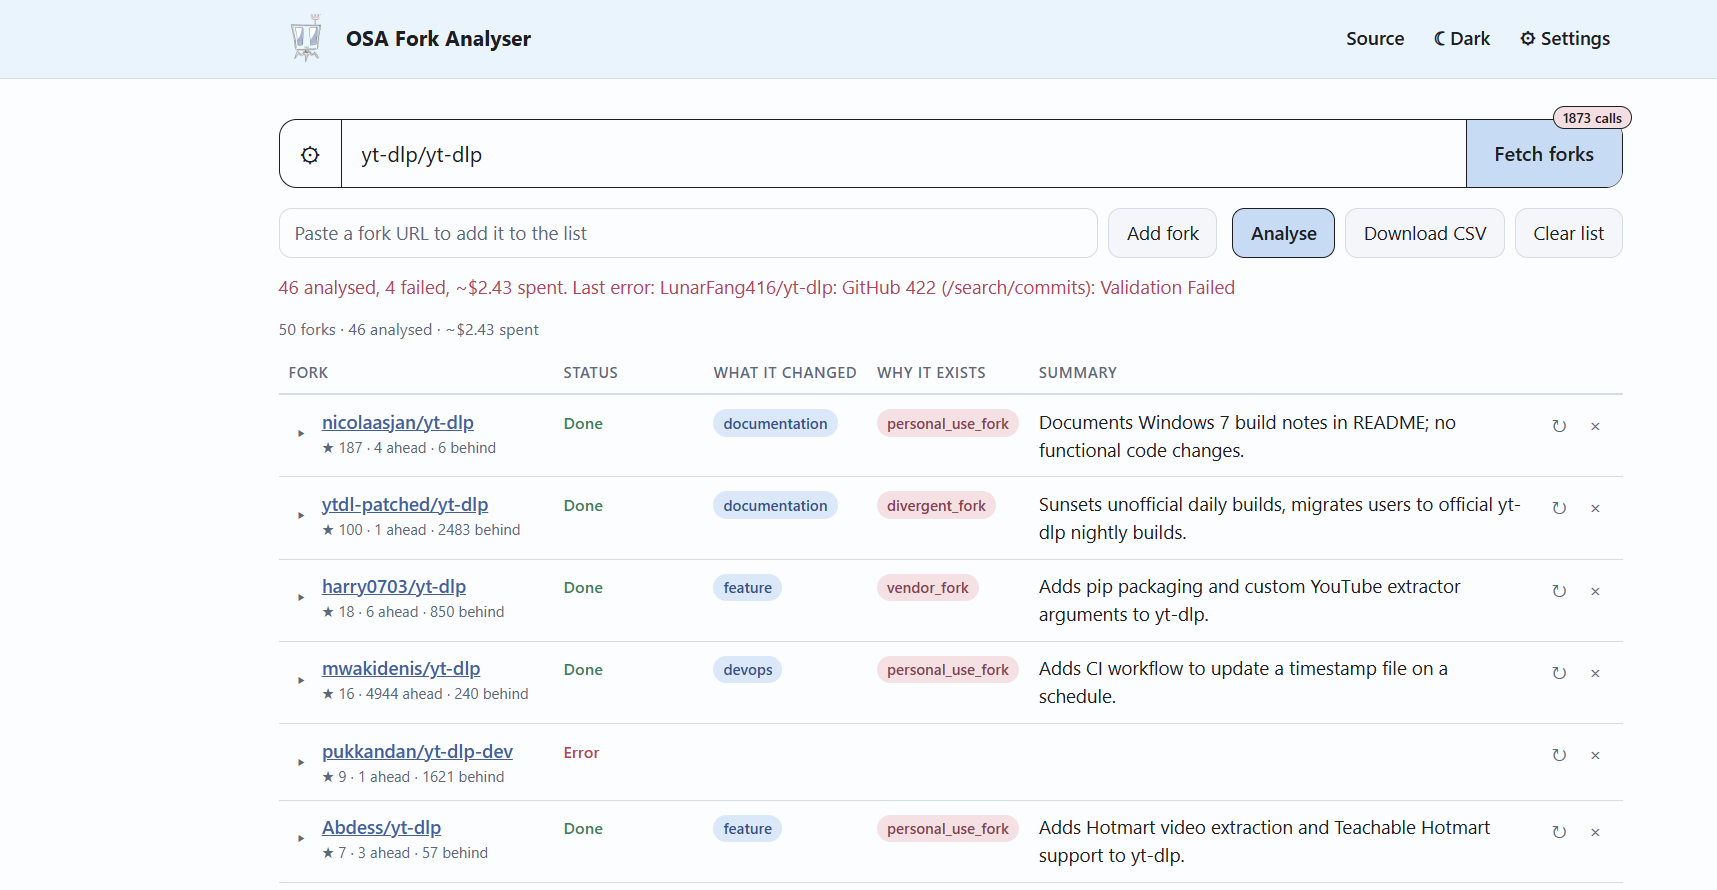 OSA Fork Analyser
Source
Dark
Settings
1873 calls
yt-dlp/yt-dlp
Fetch forks
Paste a fork URL to add it to the list
Add fork
Analyse
Download CSV
Clear list
46 analysed, 4 failed, ~$2.43 spent. Last error: LunarFang416/yt-dlp: GitHub 422 (/search/commits): Validation Failed
50 forks · 46 analysed · ~$2.43 spent
FORK STATUS WHAT IT CHANGED WHY IT EXISTS SUMMARY
nicolaasjan/yt-dlp
★ 187 · 4 ahead · 6 behind
Done
documentation
personal_use_fork
Documents Windows 7 build notes in README; no
functional code changes.
ytdl-patched/yt-dlp
★ 100 · 1 ahead · 2483 behind
Done
documentation
divergent_fork
Sunsets unofficial daily builds, migrates users to official yt-
dlp nightly builds.
harry0703/yt-dlp
★ 18 · 6 ahead · 850 behind
Done
feature
vendor_fork
Adds pip packaging and custom YouTube extractor
arguments to yt-dlp.
mwakidenis/yt-dlp
★ 16 · 4944 ahead · 240 behind
Done
devops
personal_use_fork
Adds CI workflow to update a timestamp file on a
schedule.
pukkandan/yt-dlp-dev
★ 9 · 1 ahead · 1621 behind
Error
Abdess/yt-dlp
★ 7 · 3 ahead · 57 behind
Done
feature
personal_use_fork
Adds Hotmart video extraction and Teachable Hotmart
support to yt-dlp.